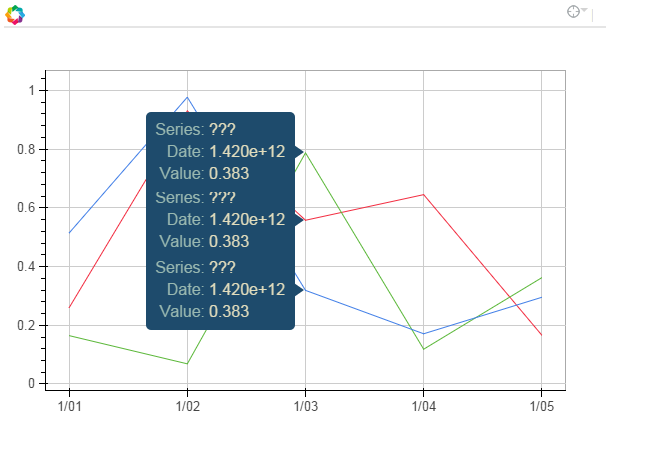 1
0.8
0.6
0.4
0.2
0
Series: ???
Date: 1.420e+12
Value: 0.383
Series: ???
Date: 1.420e+12
Value: 0.383
Series: ???
Date: 1.420e+12
Value: 0.383
1/01 1/02 1/03 1/04 1/05